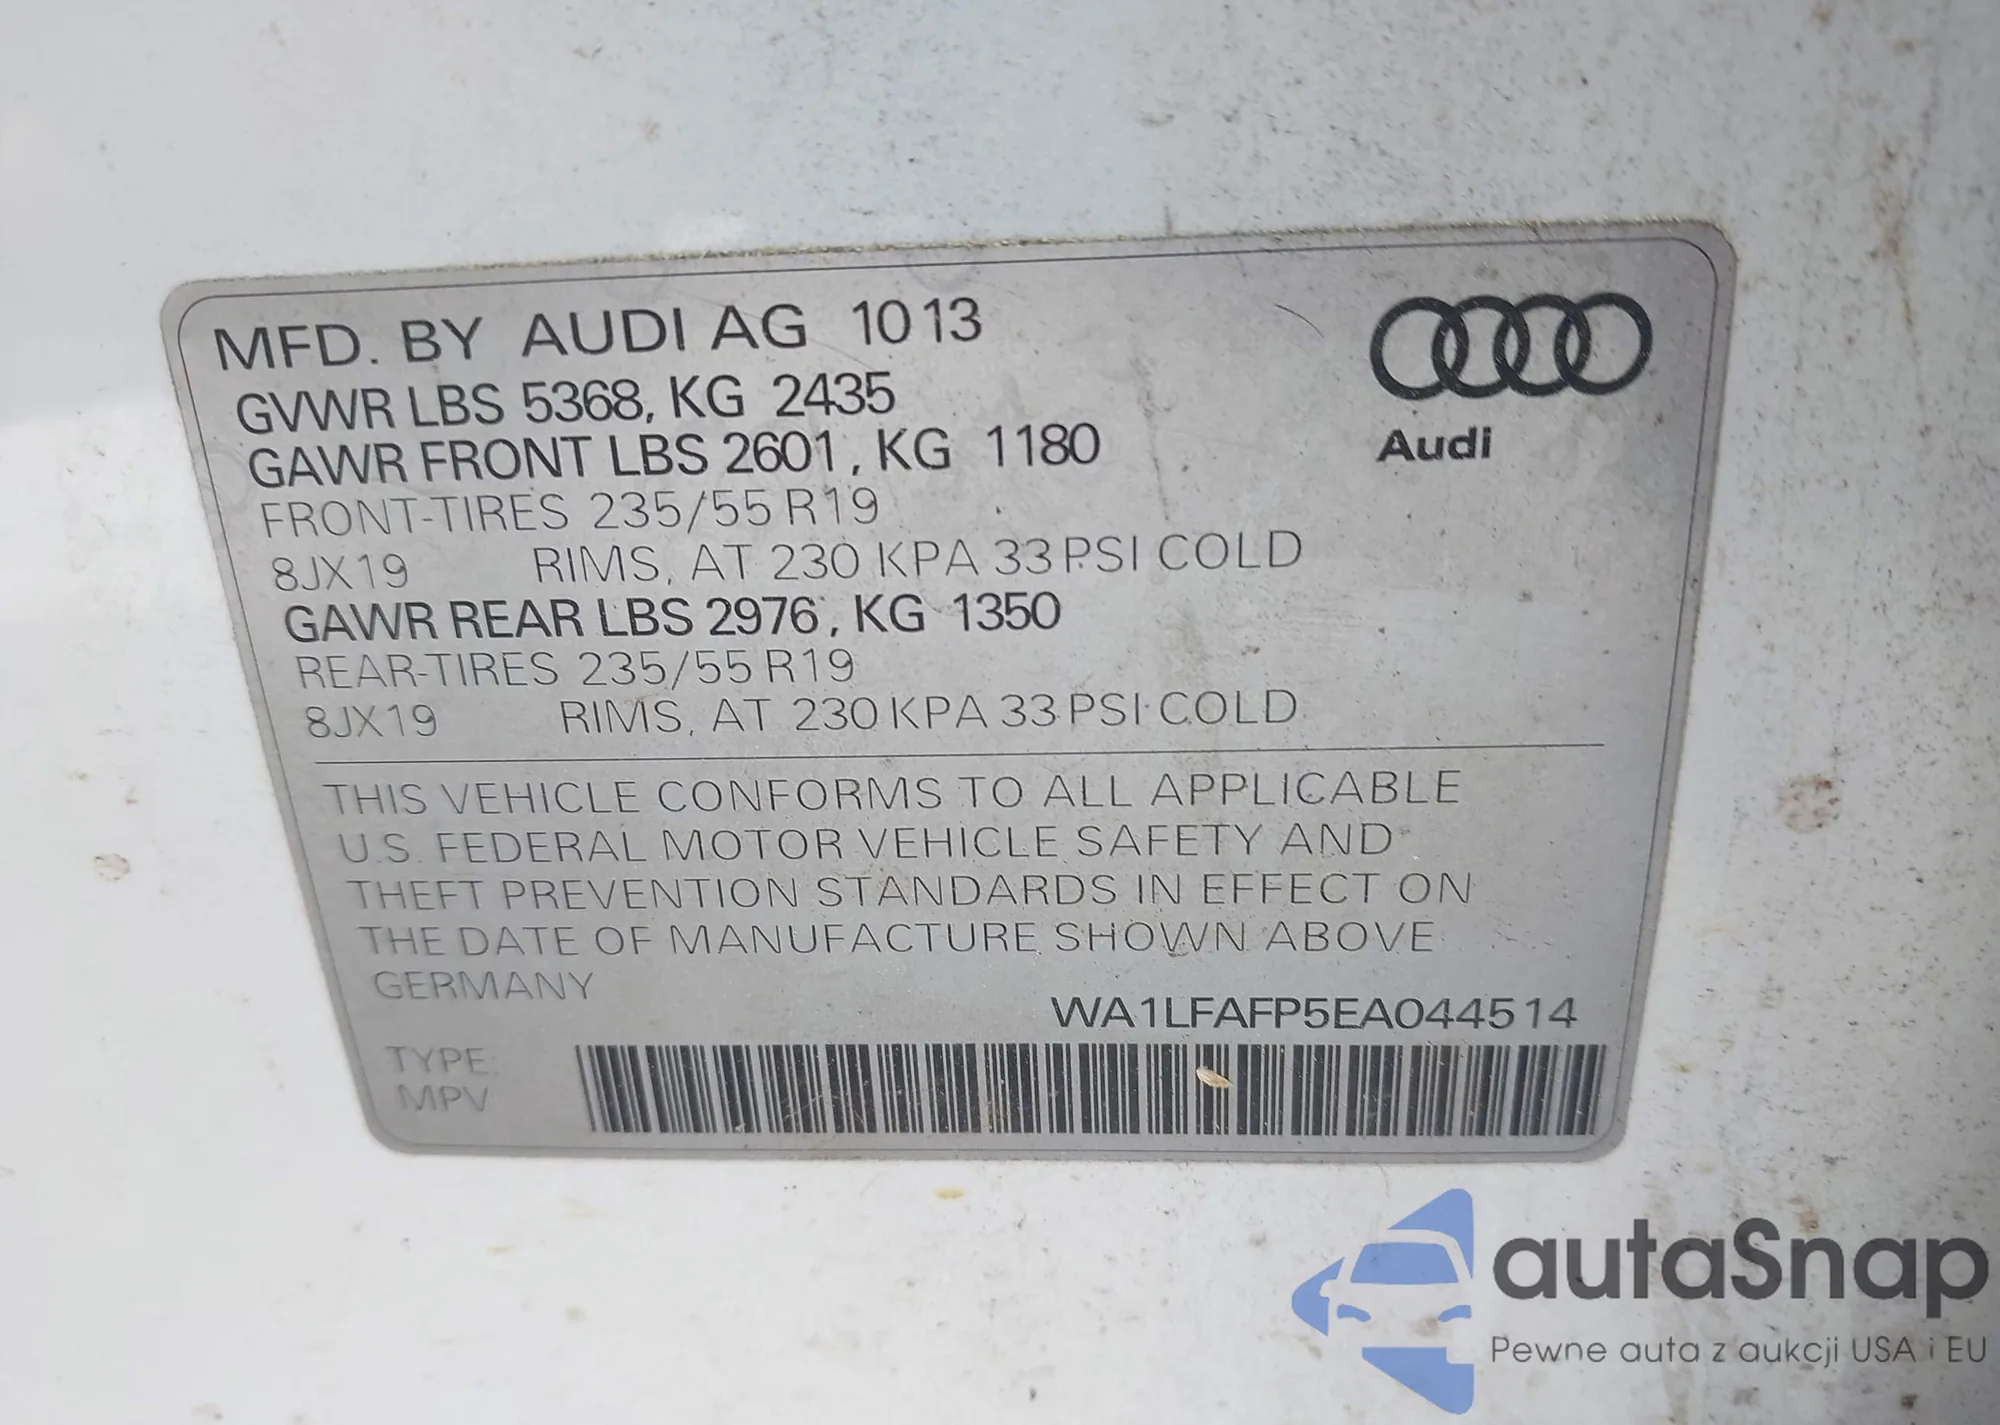 MFD. BY AUDI AG 10 13
GVWR LBS 5368, KG 2435
GAWR FRONT LBS 2601, KG 1180
FRONT-TIRES 235/55 R19
8JX19 RIMS, AT 230 KPA 33 PSI COLD
GAWR REAR LBS 2976, KG 1350
REAR-TIRES 235/55 R19
8JX19 RIMS, AT 230 KPA 33 PSI COLD
Audi
THIS VEHICLE CONFORMS TO ALL APPLICABLE
U.S. FEDERAL MOTOR VEHICLE SAFETY AND
THEFT PREVENTION STANDARDS IN EFFECT ON
THE DATE OF MANUFACTURE SHOWN ABOVE
GERMANY
WA1LFAFP5EA044514
TYPE:
MPV
autaSnap
Pewne auta z aukcji USA i EU